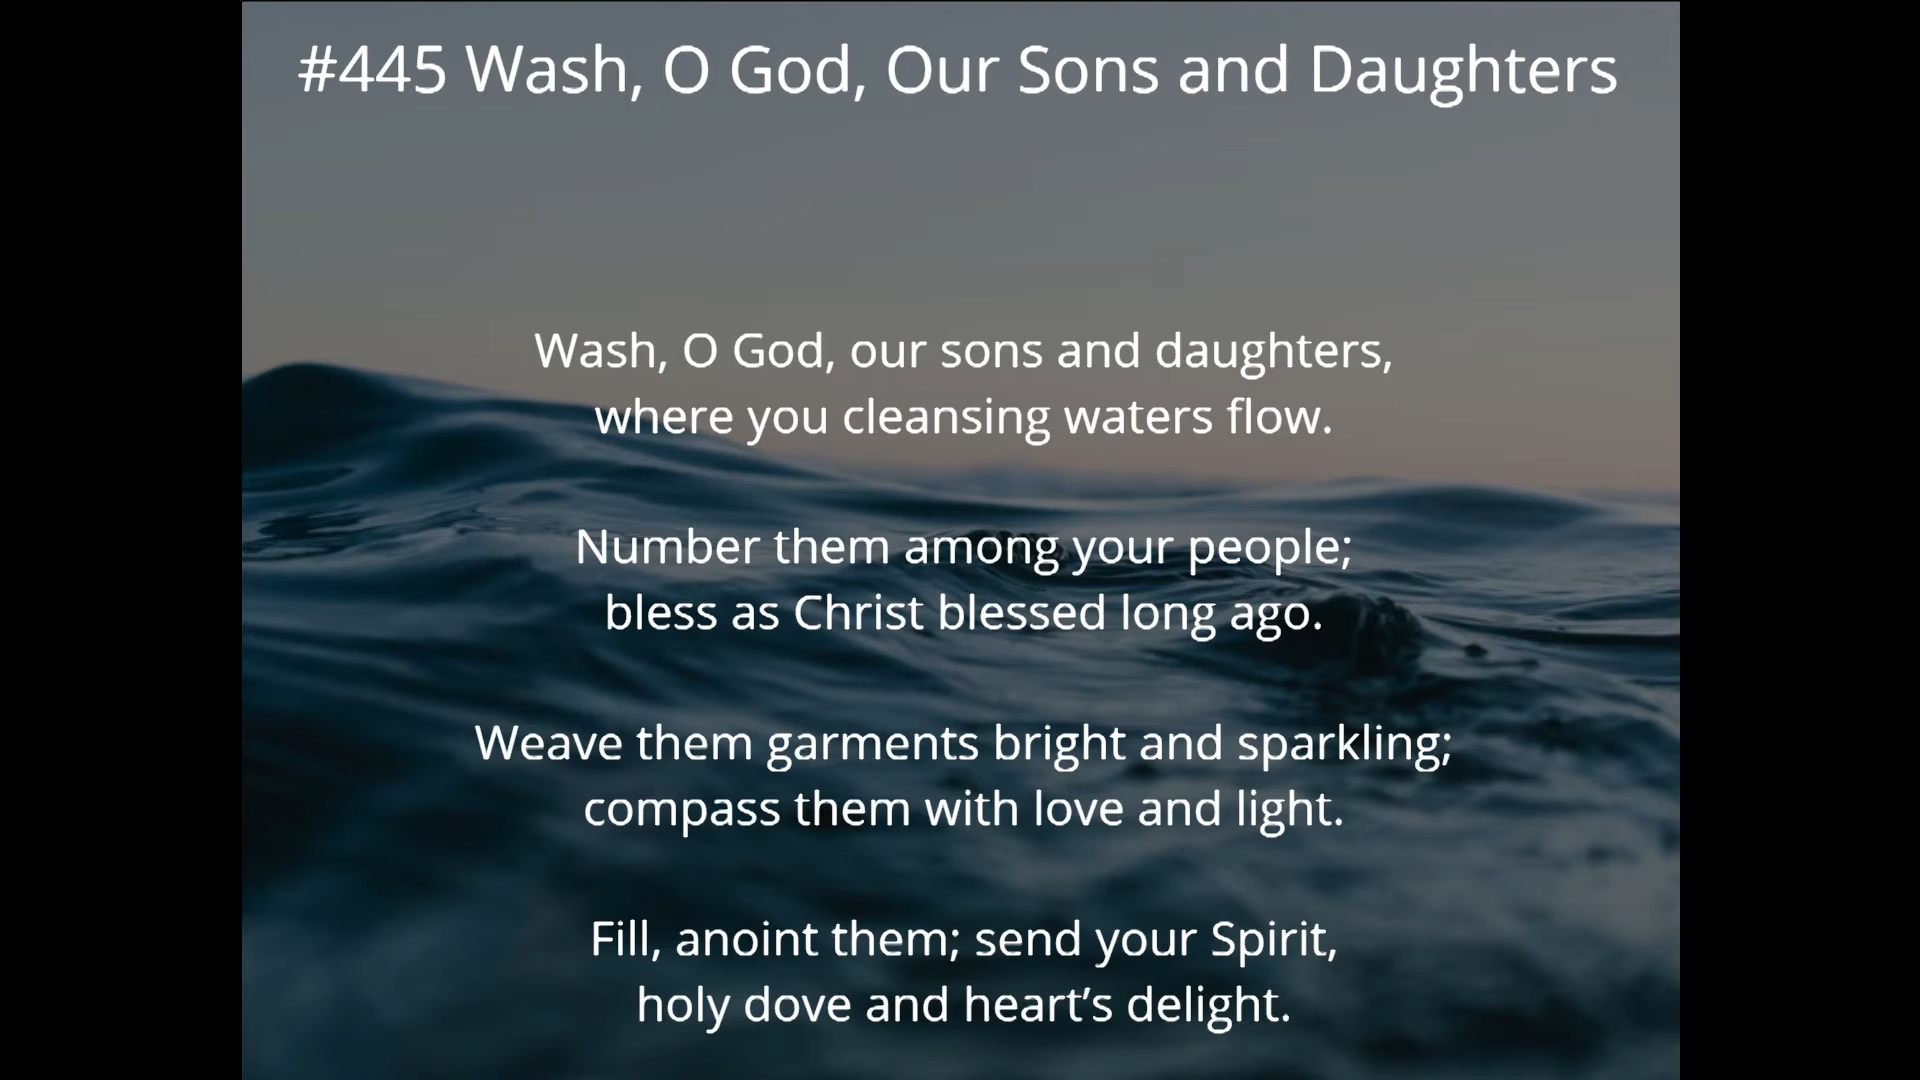 #445 Wash, O God, Our Sons and Daughters
Wash, O God, our sons and daughters,
where you cleansing waters flow.
Number them among your people;
bless as Christ blessed long ago.
Weave them garments bright and sparkling;
compass them with love and light.
Fill, anoint them; send your Spirit,
holy dove and heart’s delight.